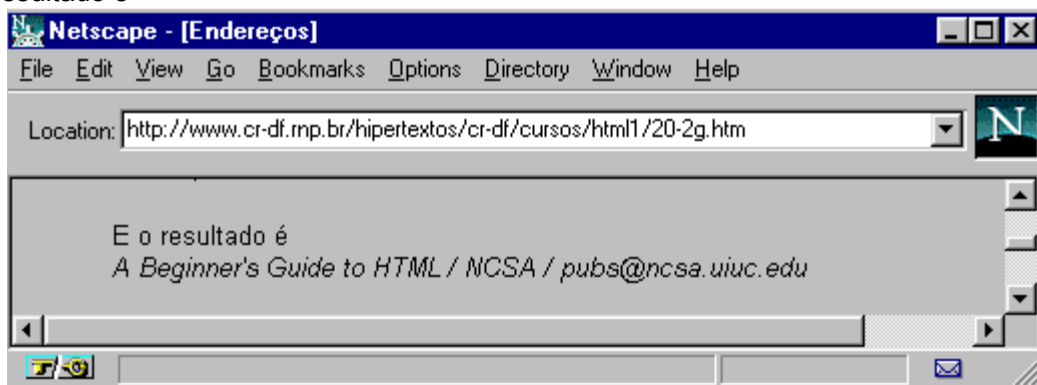 esultado é
Netscape - [Endereços]
File Edit View Go Bookmarks Options Directory Window Help
Location: http://www.cr-df.rnp.br/hipertextos/cr-df/cursos/html1/20-2g.htm
N
E o resultado é
A Beginner's Guide to HTML / NCSA / pubs@ncsa.uiuc.edu